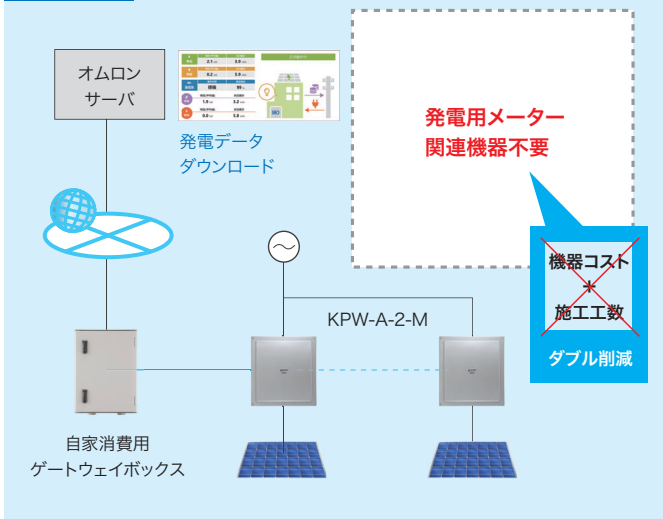 オムロン
サーバ
発電データ
ダウンロード
発電用メーター
関連機器不要
機器コスト
+
施工工数
ダブル削減
KPW-A-2-M
自家消費用
ゲートウェイボックス